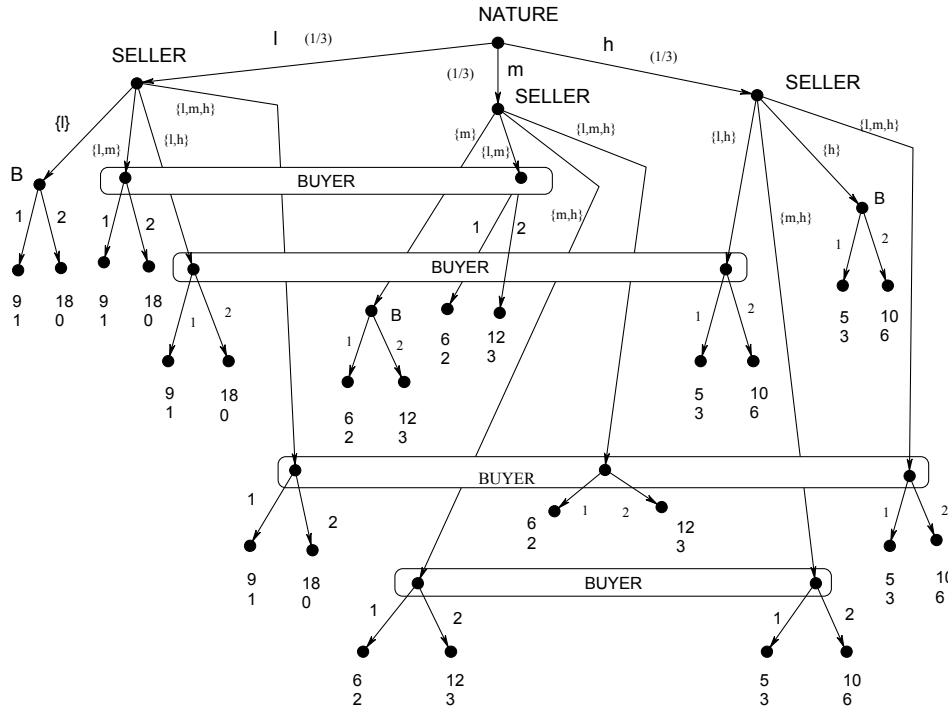 NATURE
l (1/3) h
SELLER (1/3) m (1/3) SELLER
SELLER
{l} {l,m,h} {m} {l,m,h} {l,h} {l,m,h}
{l,m} {l,h} {l,m} {h}
B BUYER B
1 2 1 2 1 2 {m,h} {m,h} 1 2
BUYER
9 18 9 18 1 2 B 6 12 1 2 5 10
1 0 1 0 1 2 2 3 3 6
9 18 6 12 5 10
1 0 2 3 3 6
BUYER
1 2 6 1 2 12 1 2
2 3
9 18 BUYER 5 10
1 0 1 2 1 2 3 6
6 12 5 10
2 3 3 6